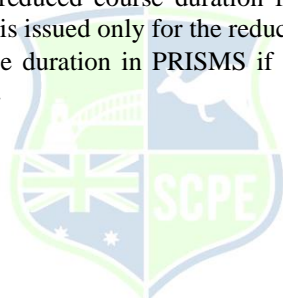 reduced course duration
is issued only for the reduc
e duration in PRISMS if
SCPE